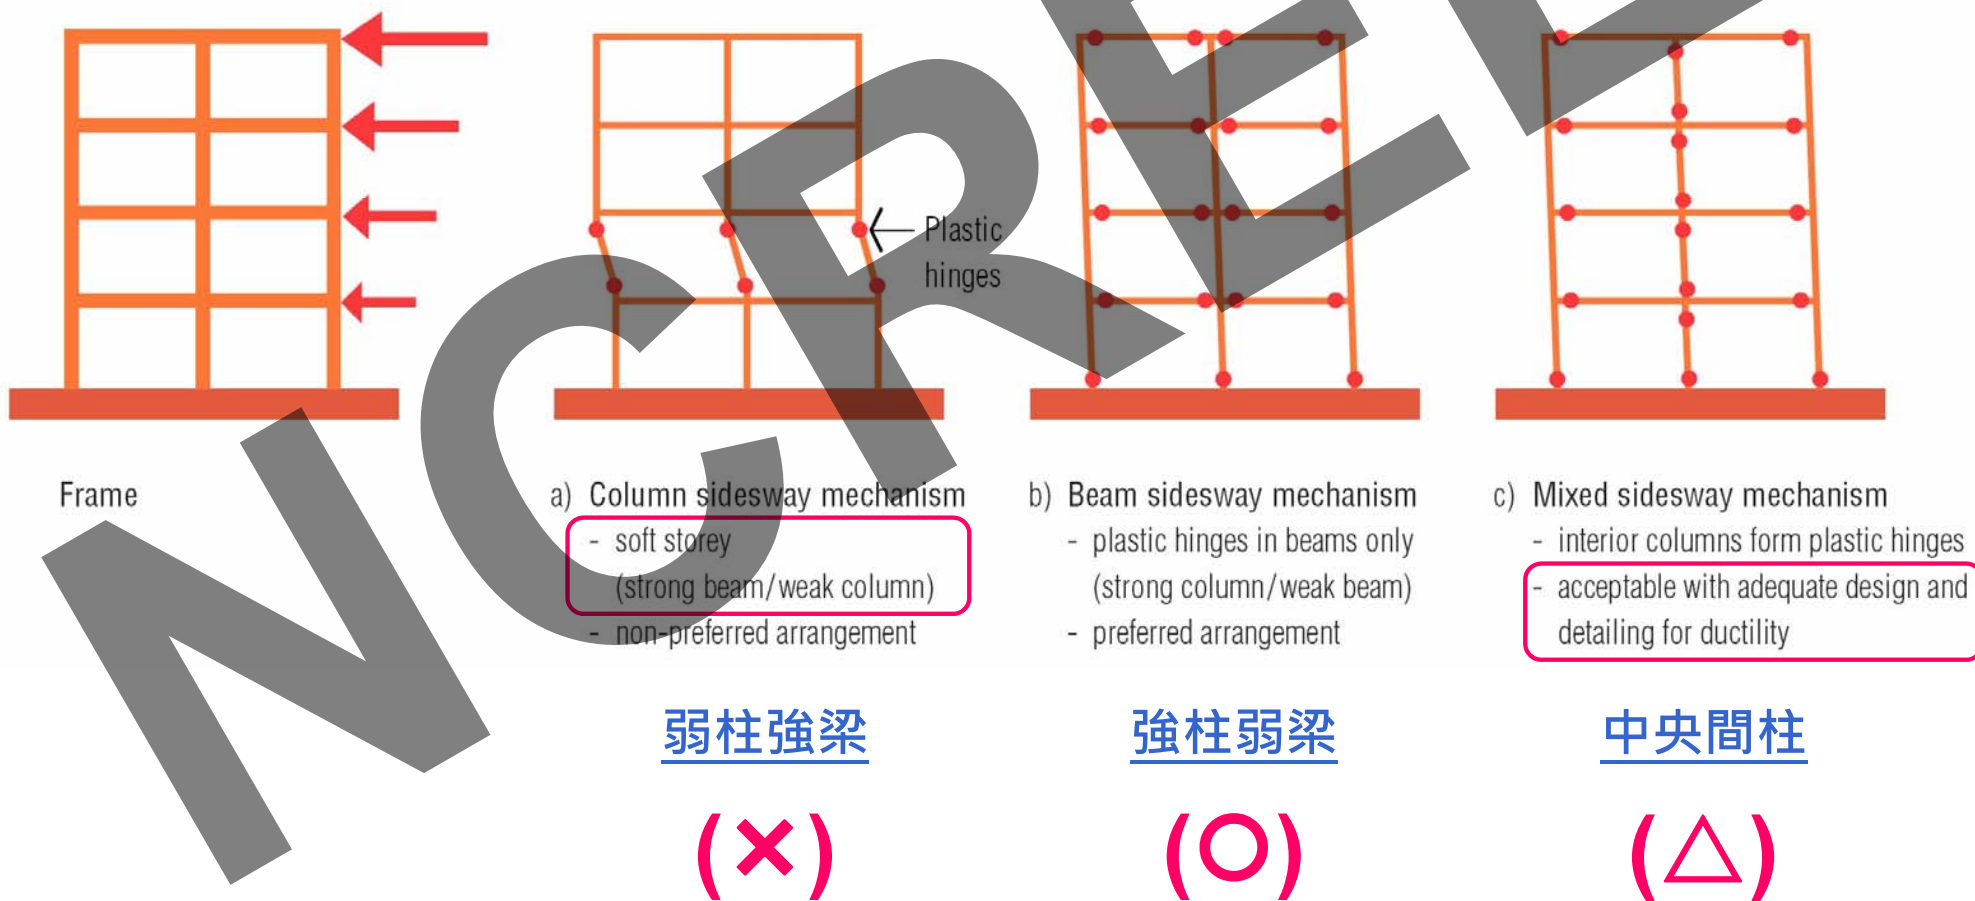 Plastic
hinges
Frame
a) Column sidesway mechanism
- soft storey
(strong beam/weak column)
- non-preferred arrangement
弱柱強梁
(×)
b) Beam sidesway mechanism
- plastic hinges in beams only
(strong column/weak beam)
- preferred arrangement
強柱弱梁
(○)
c) Mixed sidesway mechanism
- interior columns form plastic hinges
- acceptable with adequate design and
detailing for ductility
中央間柱
(△)
NCREE